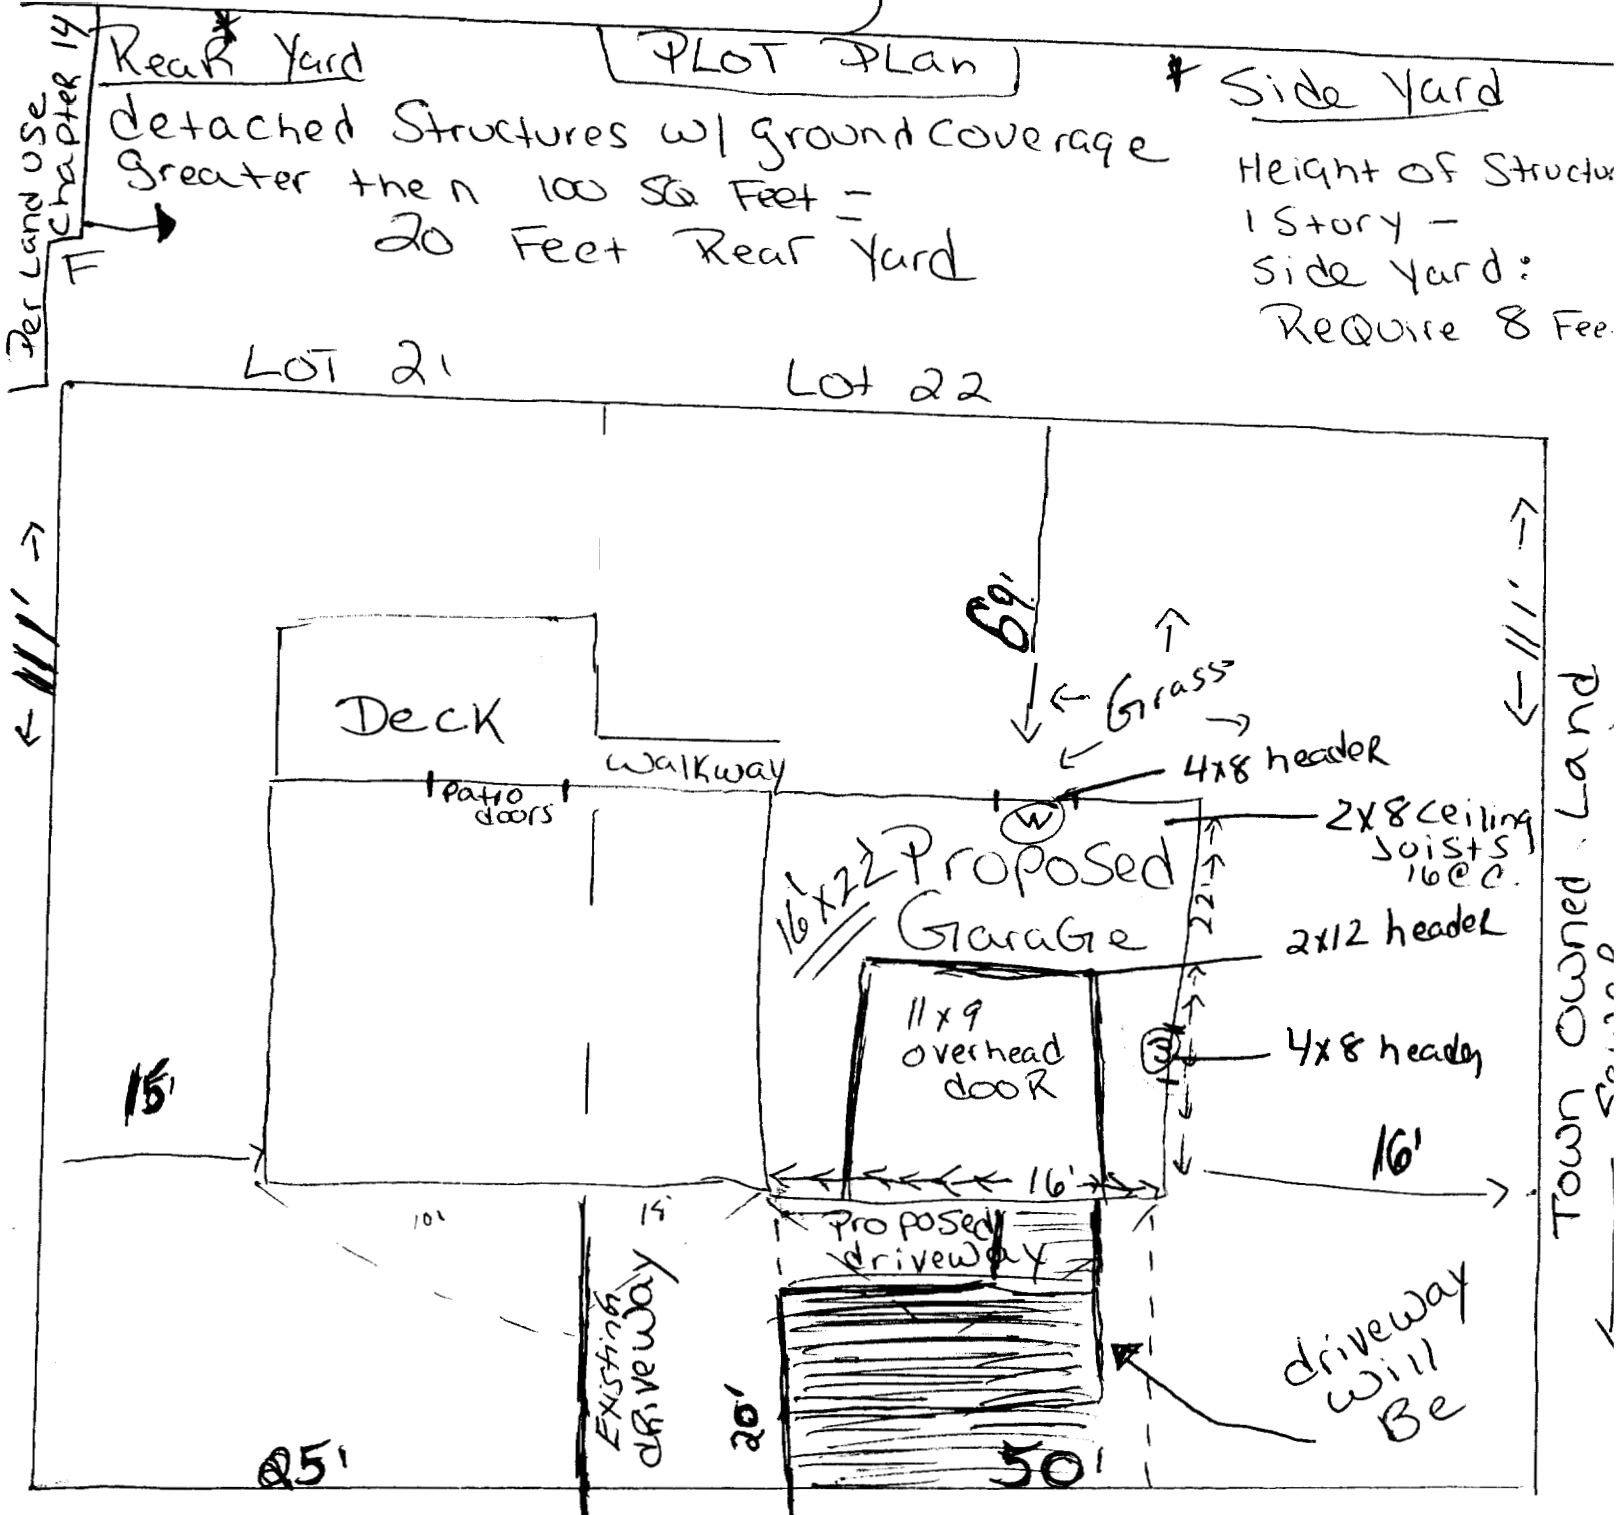 Per Land Use
Chapter 14
F
* Rear Yard
detached Structures w/ ground coverage
greater then 100 SQ Feet =
20 Feet Rear Yard
PLOT PLan
* Side Yard
Height of Structu
1 Story -
Side Yard:
Require 8 Fee
LOT 21
Lot 22
111'
69'
111'
Grass
Deck
walkway
patio
doors
4x8 header
W
2x8 ceiling
Joists
16@C.
16'x22'
Proposed
Garage
22'
2x12 header
11x9
overhead
dooR
W
4x8 header
Town Owned Land
15'
16'
16'
10'
Proposed
driveway
Existing
driveway
20'
driveway
will
Be
25'
50'